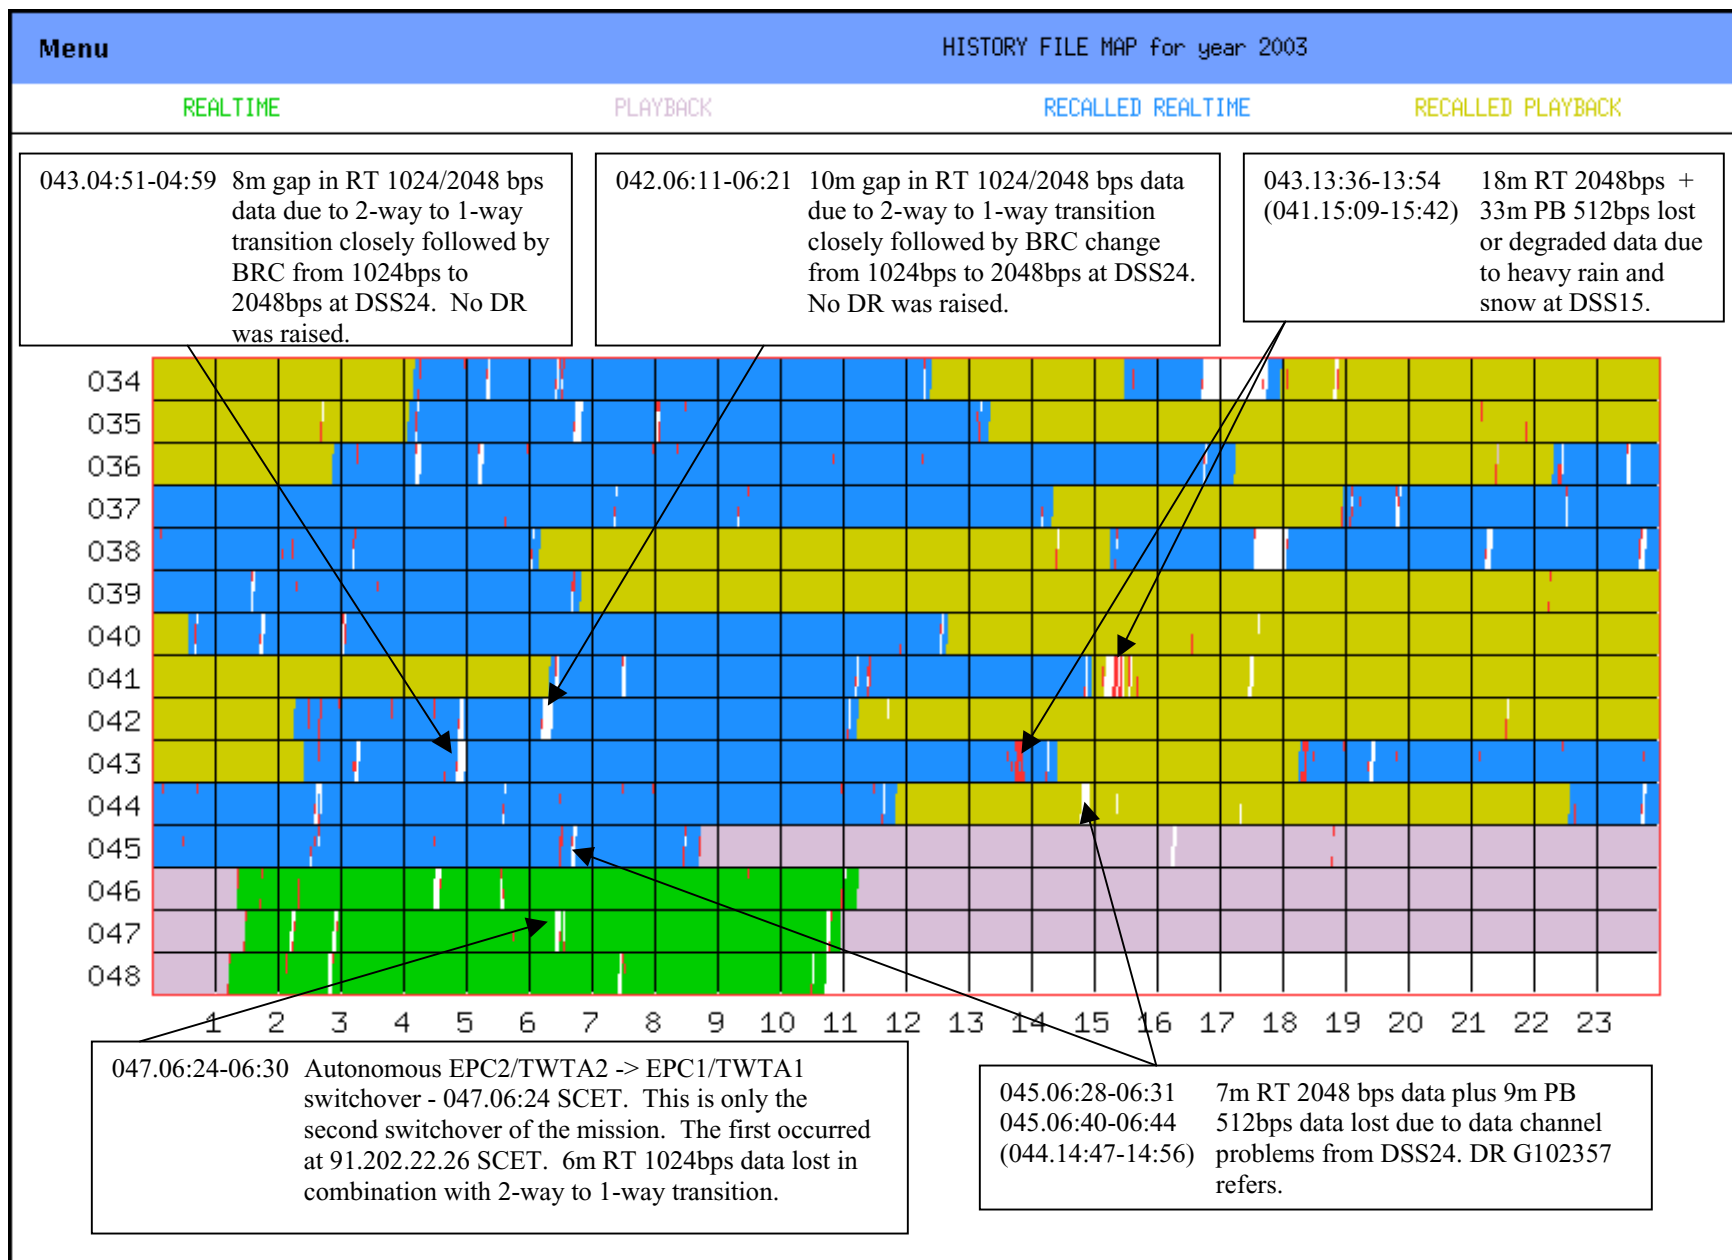 Menu
HISTORY FILE MAP for year 2003
REALTIME
PLAYBACK
RECALLED REALTIME
RECALLED PLAYBACK
043.04:51-04:59 8m gap in RT 1024/2048 bps
data due to 2-way to 1-way
transition closely followed by
BRC from 1024bps to
2048bps at DSS24. No DR
was raised.
042.06:11-06:21 10m gap in RT 1024/2048 bps data
due to 2-way to 1-way transition
closely followed by BRC change
from 1024bps to 2048bps at DSS24.
No DR was raised.
043.13:36-13:54 18m RT 2048bps +
(041.15:09-15:42) 33m PB 512bps lost
or degraded data due
to heavy rain and
snow at DSS15.
034
035
036
037
038
039
040
041
042
043
044
045
046
047
048
1 2 3 4 5 6 7 8 9 10 11 12 13 14 15 16 17 18 19 20 21 22 23
047.06:24-06:30 Autonomous EPC2/TWTA2 -> EPC1/TWTA1
switchover - 047.06:24 SCET. This is only the
second switchover of the mission. The first occurred
at 91.202.22.26 SCET. 6m RT 1024bps data lost in
combination with 2-way to 1-way transition.
045.06:28-06:31 7m RT 2048 bps data plus 9m PB
045.06:40-06:44 512bps data lost due to data channel
(044.14:47-14:56) problems from DSS24. DR G102357
refers.